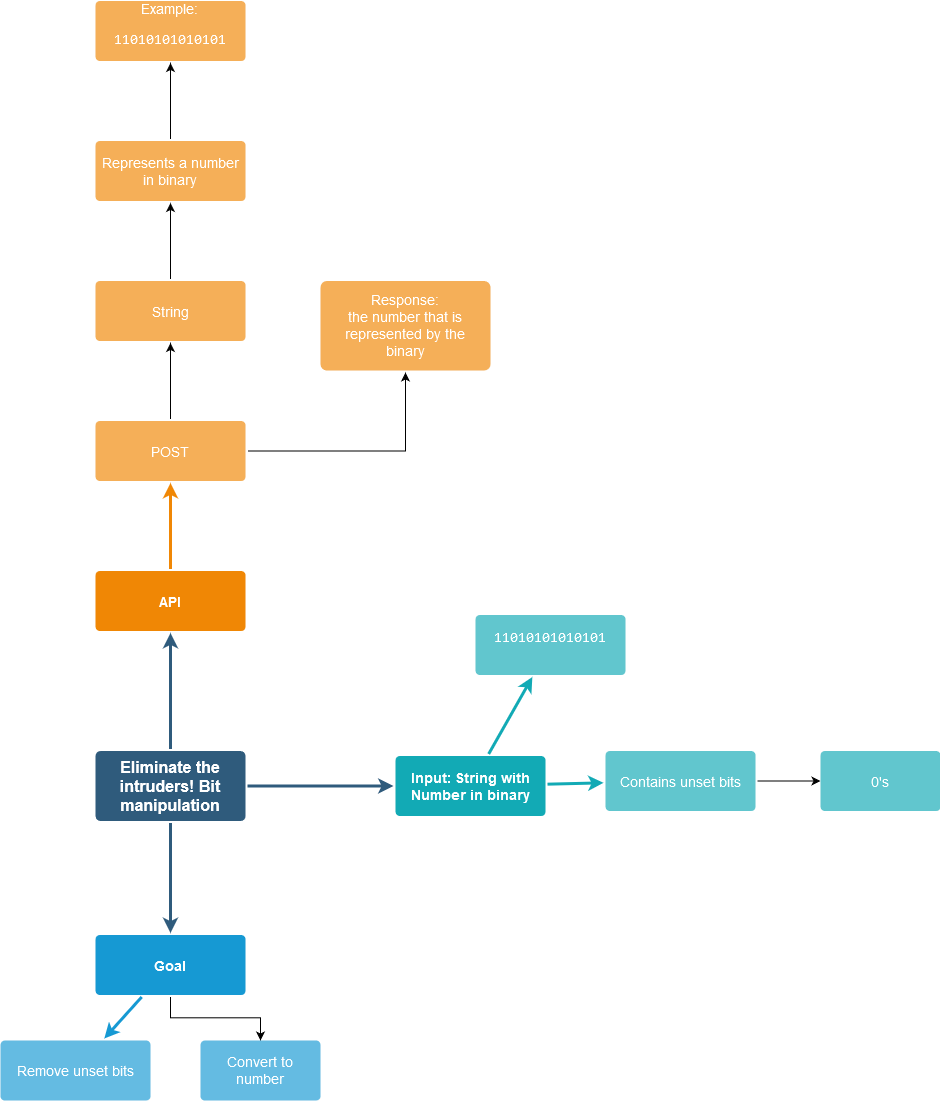 Example:
11010101010101
Represents a number
in binary
String
Response:
the number that is
represented by the
binary
POST
API
11010101010101
Eliminate the
intruders! Bit
manipulation
Input: String with
Number in binary
Contains unset bits
0's
Goal
Remove unset bits
Convert to
number